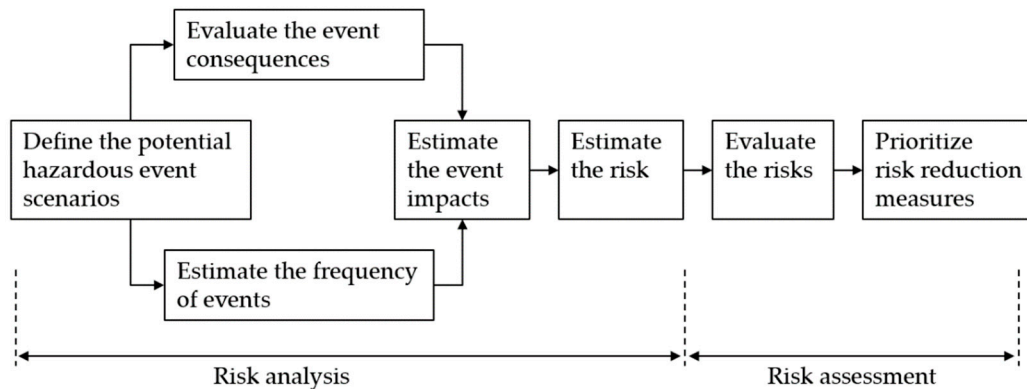 Evaluate the event
consequences
Define the potential
hazardous event
scenarios
Estimate the frequency
of events
Estimate
the event
impacts
Estimate
the risk
Evaluate
the risks
Prioritize
risk reduction
measures
Risk analysis
Risk assessment